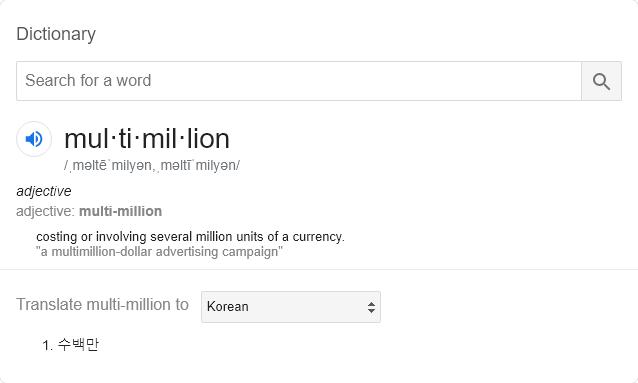 Dictionary
Search for a word
mul·ti·mil·lion
/ˌməltēˈmilyən,ˌməltīˈmilyən/
adjective
adjective: multi-million
costing or involving several million units of a currency.
"a multimillion-dollar advertising campaign"
Translate multi-million to Korean
1. 수백만